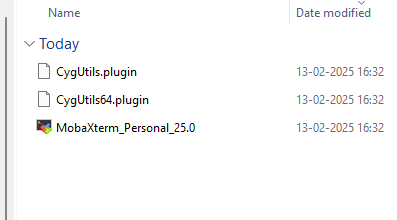 Name Date modified
Today
CygUtils.plugin 13-02-2025 16:32
CygUtils64.plugin 13-02-2025 16:32
MobaXterm_Personal_25.0 13-02-2025 16:32